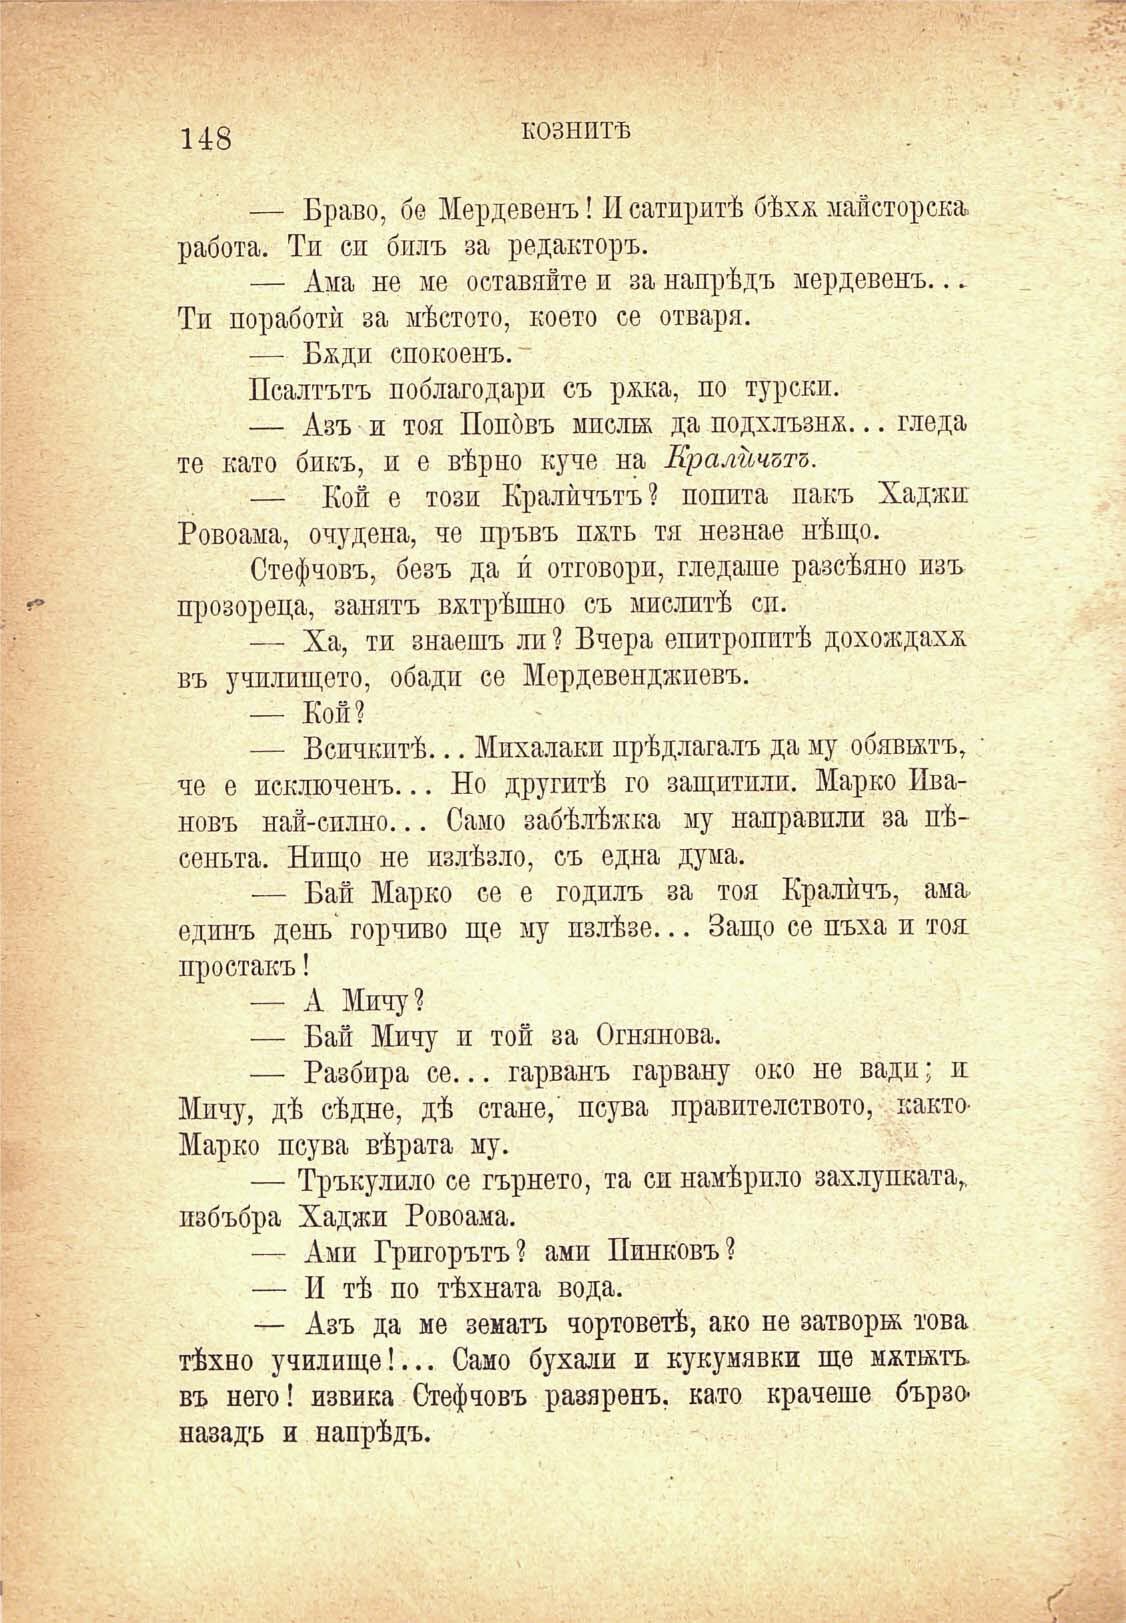 148
КОЗНИТѢ
— Браво, бе Мердевенъ! И сатиритѣ бѣхѫ майсторска
работа. Ти си билъ за редакторъ.
— Ама не ме оставяйте и за напрѣдъ мердевенъ...
Ти поработѝ за мѣстото, което се отваря.
— Бѫди спокоенъ.
Псалтътъ поблагодари съ рѫка, по турски.
— Азъ и тоя Попòвъ мислѭ да подхлъзнѫ... гледа
те като бикъ, и е вѣрно куче на Кралѝчътъ.
— Кой е този Кралѝчътъ? попита пакъ Хаджи
Ровоама, очудена, че пръвъ пѫть тя незнае нѣщо.
Стефчовъ, безъ да ѝ отговори, гледаше разсѣяно изъ
прозореца, занятъ вѫтрѣшно съ мислитѣ си.
— Ха, ти знаешъ ли? Вчера епитропитѣ дохождахѫ
въ училището, обади се Мердевенджиевъ.
— Кой?
— Всичкитѣ... Михалаки прѣдлагалъ да му обявѭтъ,
че е исключенъ... Но другитѣ го защитили. Марко Ива-
новъ най-силно... Само забѣлѣжка му направили за пѣ-
сеньта. Нищо не излѣзло, съ една дума.
— Бай Марко се е годилъ за тоя Кралѝчъ, ама
единъ день горчиво ще му излѣзе... Защо се пъха и тоя
простакъ!
— А Мичу?
— Бай Мичу и той за Огнянова.
— Разбира се... гарванъ гарвану око не вади; и
Мичу, дѣ сѣдне, дѣ стане, псува правителството, както
Марко псува вѣрата му.
— Тръкулило се гърнето, та си намѣрило захлупката,
избъбра Хаджи Ровоама.
— Ами Григорътъ? ами Пинковъ?
— И тѣ по тѣхната вода.
— Азъ да ме зематъ чортоветѣ, ако не затворѭ това
тѣхно училище!... Само бухали и кукумявки ще мѫтѭтъ
въ него! извика Стефчовъ разяренъ. като крачеше бързо
назадъ и напрѣдъ.